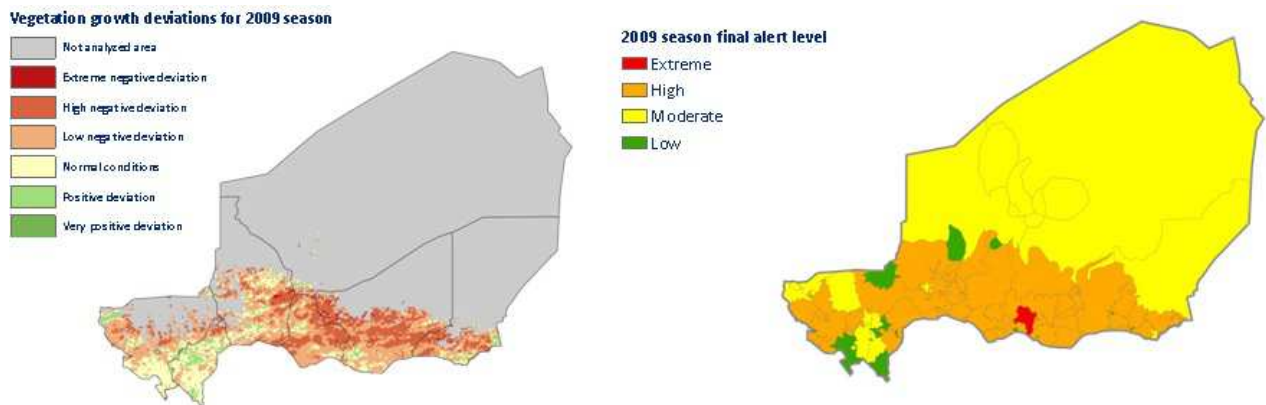 Vegetation growth deviations for 2009 season
Not analyzed area
Extreme negative deviation
High negative deviation
Low negative deviation
Normal conditions
Positive deviation
Very positive deviation
2009 season final alert level
Extreme
High
Moderate
Low